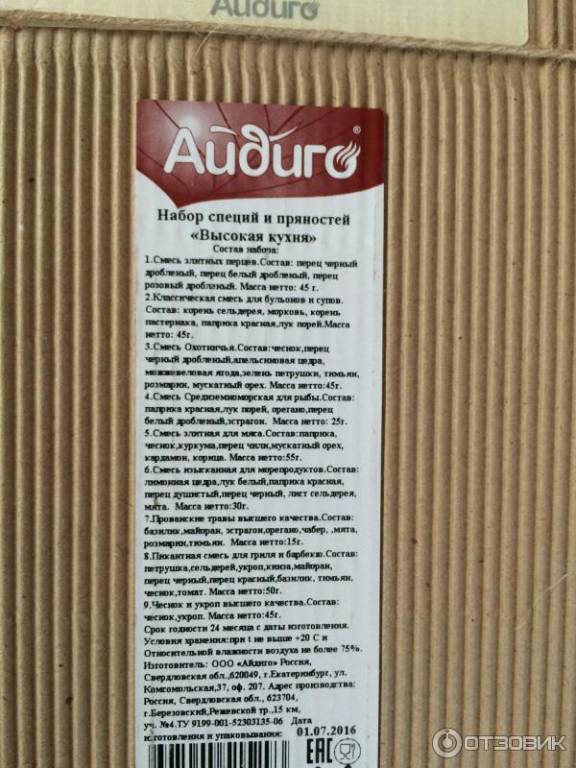 Айдиго
Айдиго®
Набор специй и пряностей
«Высокая кухня»
Состав набора:
1.Смесь элитных перцев.Состав: перец черный
дробленый, перец белый дробленый, перец
розовый дробленый. Масса нетто: 45 г.
2.Классическая смесь для бульонов и супов.
Состав: корень сельдерея, морковь, корень
пастернака, паприка красная,лук порей.Масса
нетто: 45г.
3.Смесь Охотничья.Состав:чеснок,перец
черный дробленый,апельсиновая цедра,
можжевеловая ягода,зелень петрушки, тимьян,
розмарин, мускатный орех. Масса нетто:45г.
4.Смесь Средиземноморская для рыбы.Состав:
паприка красная,лук порей, орегано,перец
белый дробленый,эстрагон. Масса нетто: 25г.
5.Смесь элитная для мяса.Состав:паприка,
чеснок,куркума,перец чили,мускатный орех,
кардамон, корица. Масса нетто:55г.
6.Смесь изысканная для морепродуктов.Состав:
лимонная цедра,лук белый,паприка красная,
перец душистый,перец черный, лист сельдерея,
мята. Масса нетто:30г.
7.Прованские травы высшего качества.Состав:
базилик,майоран, эстрагон,орегано,чабер, ,мята,
розмарин,тимьян. Масса нетто:15г.
8.Пикантная смесь для гриля и барбекю.Состав:
петрушка,сельдерей,укроп,кинза,майоран,
перец черный,перец красный,базилик, тимьян,
чеснок,томат. Масса нетто:50г.
9.Чеснок и укроп высшего качества.Состав:
чеснок,укроп. Масса нетто:45г.
Срок годности 24 месяца с даты изготовления.
Условия хранения:при t не выше +20 С и
Относительной влажности воздуха не более 75%.
Изготовитель: ООО «Айдиго» Россия,
Свердловская обл.,620049, г.Екатеринбург, ул.
Комсомольская,37, оф. 207. Адрес производства:
Россия, Свердловская обл., 623704,
г.Березовский,Режевской тр.,15 км,
уч. №4.ТУ 9199-001-52303135-06 Дата
изготовления и упаковывания: 01.07.2016
EAC
ОТЗОВИК